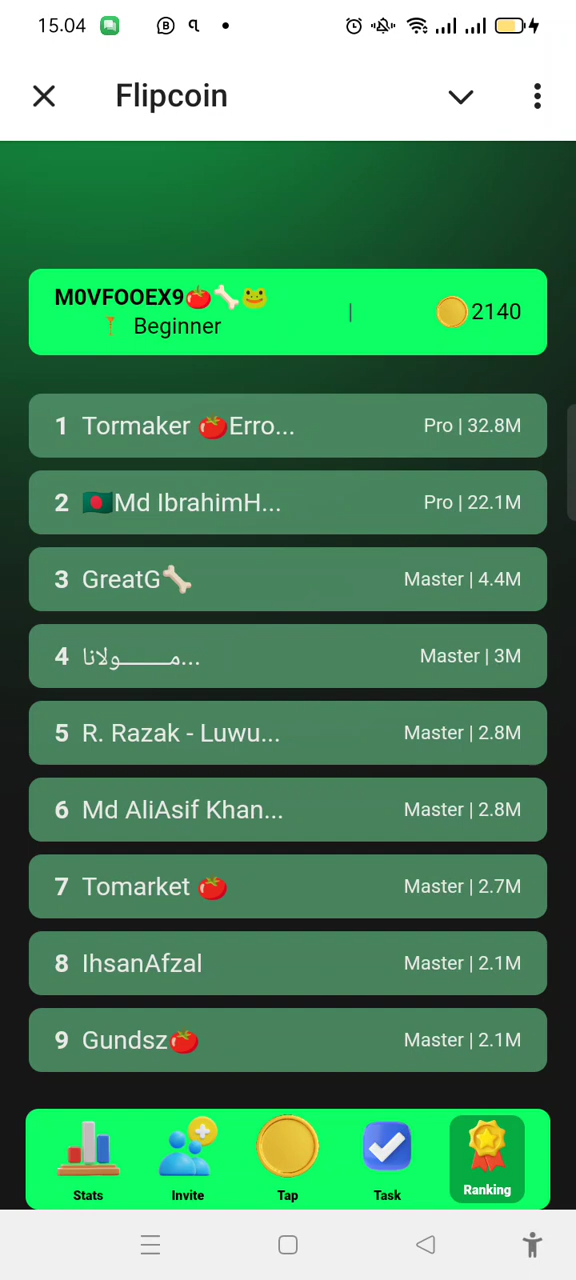 15.04
Flipcoin
M0VFOOEX9🍅🦴🐸
Beginner | 2140
1 Tormaker 🍅Erro... Pro | 32.8M
2 🇧🇩Md IbrahimH... Pro | 22.1M
3 GreatG🦴 Master | 4.4M
4 مـــــولانا... Master | 3M
5 R. Razak - Luwu... Master | 2.8M
6 Md AliAsif Khan... Master | 2.8M
7 Tomarket 🍅 Master | 2.7M
8 IhsanAfzal Master | 2.1M
9 Gundsz🍅 Master | 2.1M
Stats Invite Tap Task Ranking